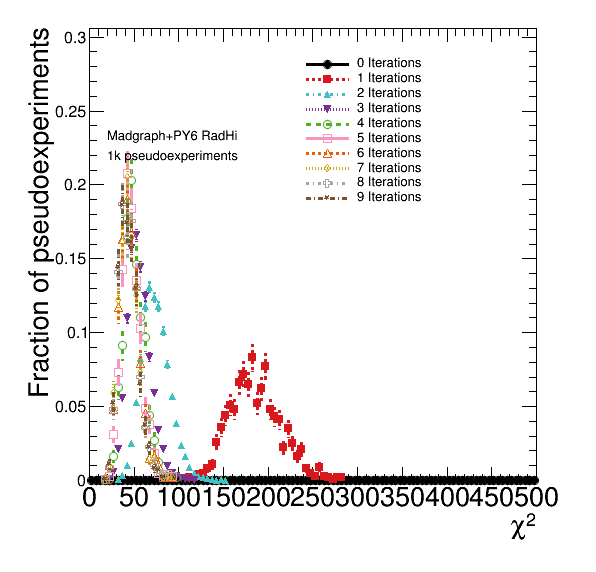 Fraction of pseudoexperiments
0.3
0.25
0.2
0.15
0.1
0.05
0
Madgraph+PY6 RadHi
1k pseudoexperiments
0 Iterations
1 Iterations
2 Iterations
3 Iterations
4 Iterations
5 Iterations
6 Iterations
7 Iterations
8 Iterations
9 Iterations
0 50 100 150 200 250 300 350 400 450 500
χ²